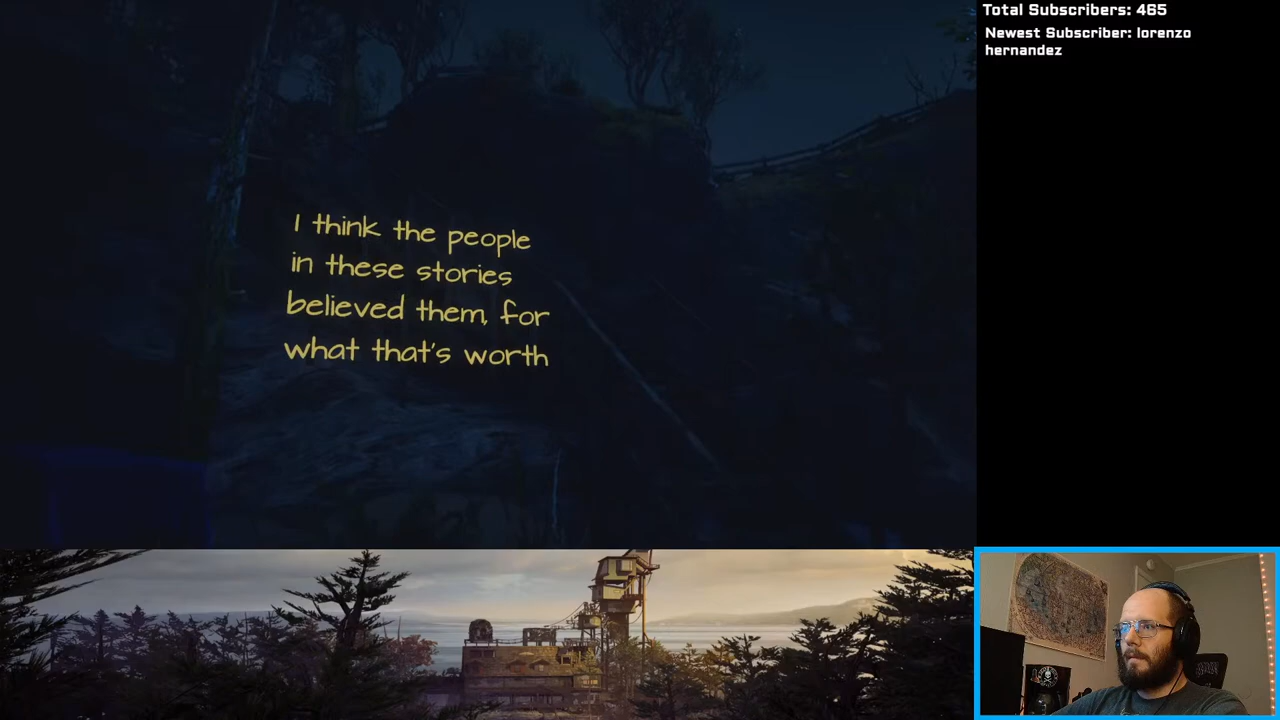 Total Subscribers: 465
Newest Subscriber: lorenzo
hernandez
I think the people
in these stories
believed them, for
what that's worth